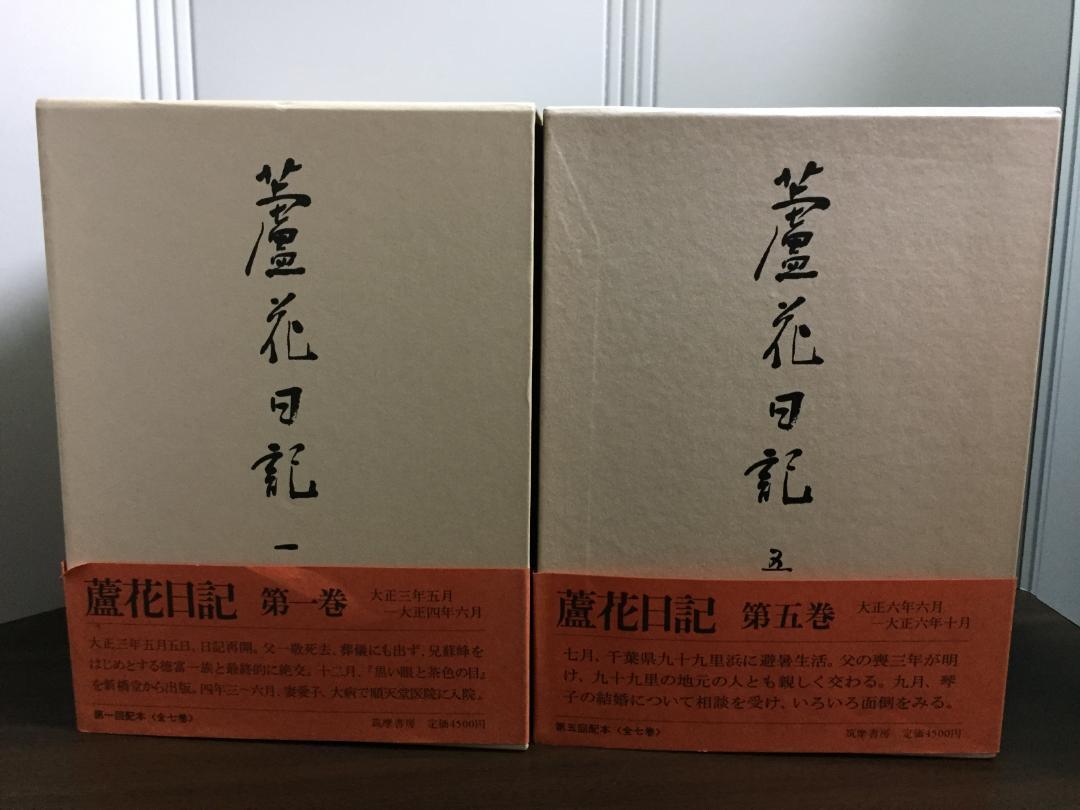 蘆花日記
一
蘆花日記 第一巻
大正三年五月
―大正四年六月
大正三年五月五日、日記再開。父一敬死去、葬儀にも出ず、兄蘇峰を
はじめとする徳富一族と最終的に絶交。十二月、『黒い眼と茶色の目』
を新橋堂から出版。四年三〜六月、妻愛子、大病で順天堂医院に入院。
第一回配本〈全七巻〉
筑摩書房 定価4500円
蘆花日記
五
蘆花日記 第五巻
大正六年六月
―大正六年十月
七月、千葉県九十九里浜に避暑生活。父の喪三年が明
け、九十九里の地元の人とも親しく交わる。九月、琴
子の結婚について相談を受け、いろいろ面倒をみる。
第五回配本〈全七巻〉
筑摩書房 定価4500円